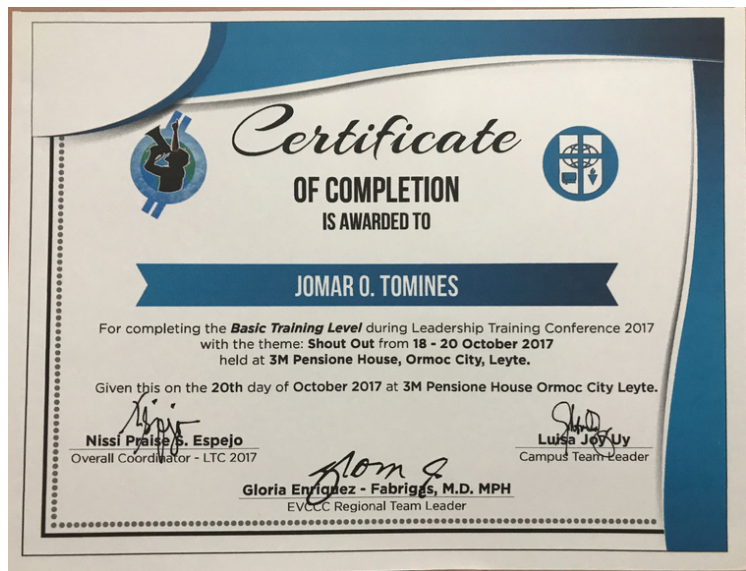 Certificate
OF COMPLETION
IS AWARDED TO
JOMAR O. TOMINES
For completing the Basic Training Level during Leadership Training Conference 2017
with the theme: Shout Out from 18 - 20 October 2017
held at 3M Pensione House, Ormoc City, Leyte.
Given this on the 20th day of October 2017 at 3M Pensione House Ormoc City Leyte.
Nissi Praise S. Espejo
Overall Coordinator - LTC 2017
Luisa Joy Uy
Campus Team Leader
Gloria Enriquez - Fabrigas, M.D. MPH
EVCCC Regional Team Leader